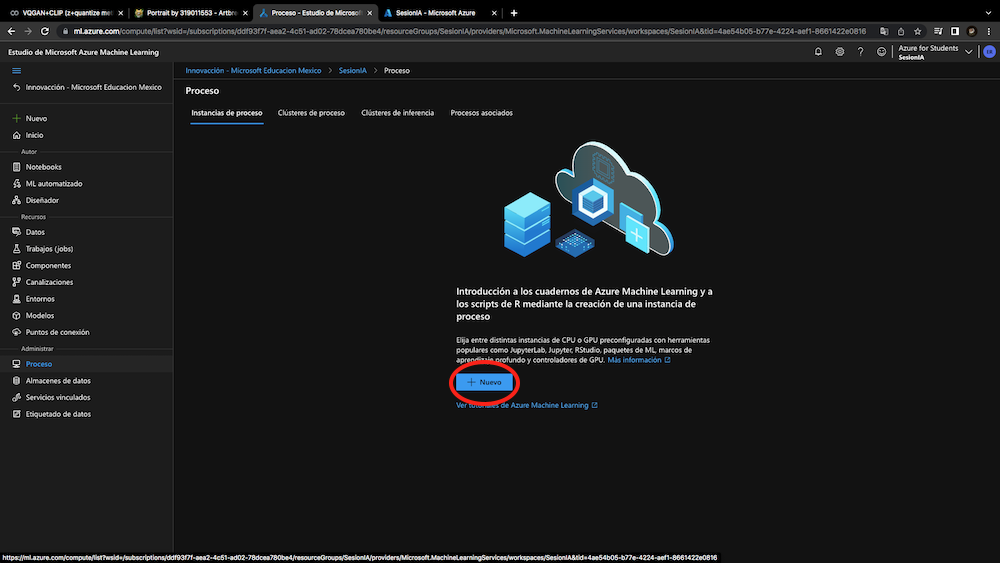 VQGAN+CLIP (z+quantize met
Portrait by 319011553 - Artbre
Proceso - Estudio de Microsof
SesionIA - Microsoft Azure
ml.azure.com/compute/list?wsid=/subscriptions/ddf93f7f-aea2-4c51-ad02-78dcea780be4/resourceGroups/SesionIA/providers/Microsoft.MachineLearningServices/workspaces/SesionIA&tid=4ae54b05-b77e-4224-aef1-8661422e0816
Estudio de Microsoft Azure Machine Learning
Azure for Students
SesionIA
Innovacción - Microsoft Educacion Mexico
Nuevo
Inicio
Autor
Notebooks
ML automatizado
Diseñador
Recursos
Datos
Trabajos (jobs)
Componentes
Canalizaciones
Entornos
Modelos
Puntos de conexión
Administrar
Proceso
Almacenes de datos
Servicios vinculados
Etiquetado de datos
Innovacción - Microsoft Educacion Mexico > SesionIA > Proceso
Proceso
Instancias de proceso Clústeres de proceso Clústeres de inferencia Procesos asociados
Introducción a los cuadernos de Azure Machine Learning y a
los scripts de R mediante la creación de una instancia de
proceso
Elija entre distintas instancias de CPU o GPU preconfiguradas con herramientas
populares como JupyterLab, Jupyter, RStudio, paquetes de ML, marcos de
aprendizaje profundo y controladores de GPU. Más información
+ Nuevo
Ver tutoriales de Azure Machine Learning
https://ml.azure.com/compute/list?wsid=/subscriptions/ddf93f7f-aea2-4c51-ad02-78dcea780be4/resourceGroups/SesionIA/providers/Microsoft.MachineLearningServices/workspaces/SesionIA&tid=4ae54b05-b77e-4224-aef1-8661422e0816